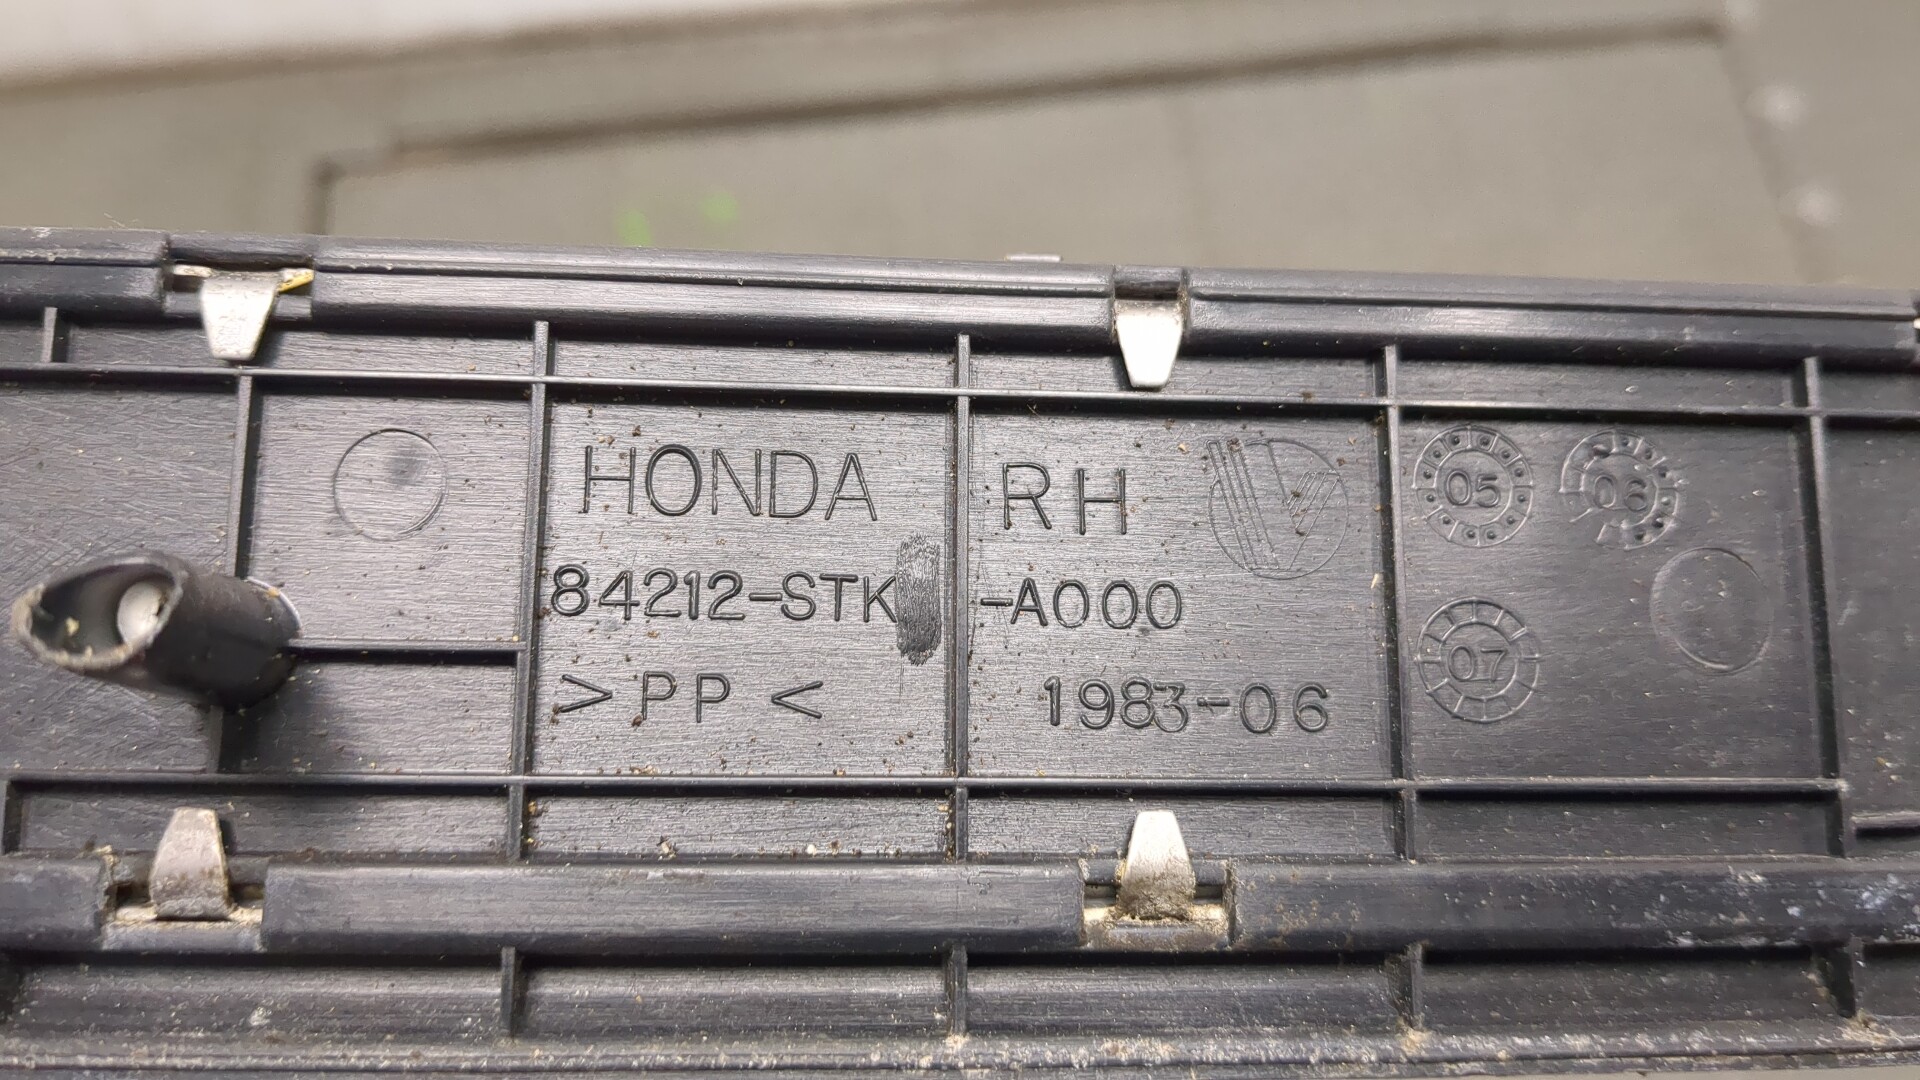 HONDA RH
84212-STK -A000
>PP< 1983-06
05 06
07